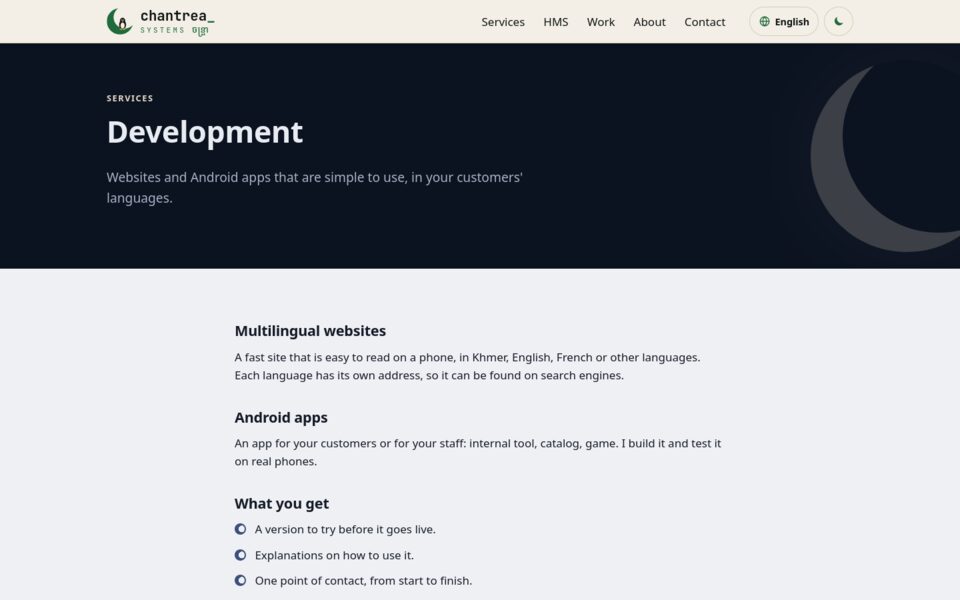 chantrea_
SYSTEMS ចន្ទ្រា
Services
HMS
Work
About
Contact
English
SERVICES
Development
Websites and Android apps that are simple to use, in your customers'
languages.
Multilingual websites
A fast site that is easy to read on a phone, in Khmer, English, French or other languages.
Each language has its own address, so it can be found on search engines.
Android apps
An app for your customers or for your staff: internal tool, catalog, game. I build it and test it
on real phones.
What you get
A version to try before it goes live.
Explanations on how to use it.
One point of contact, from start to finish.